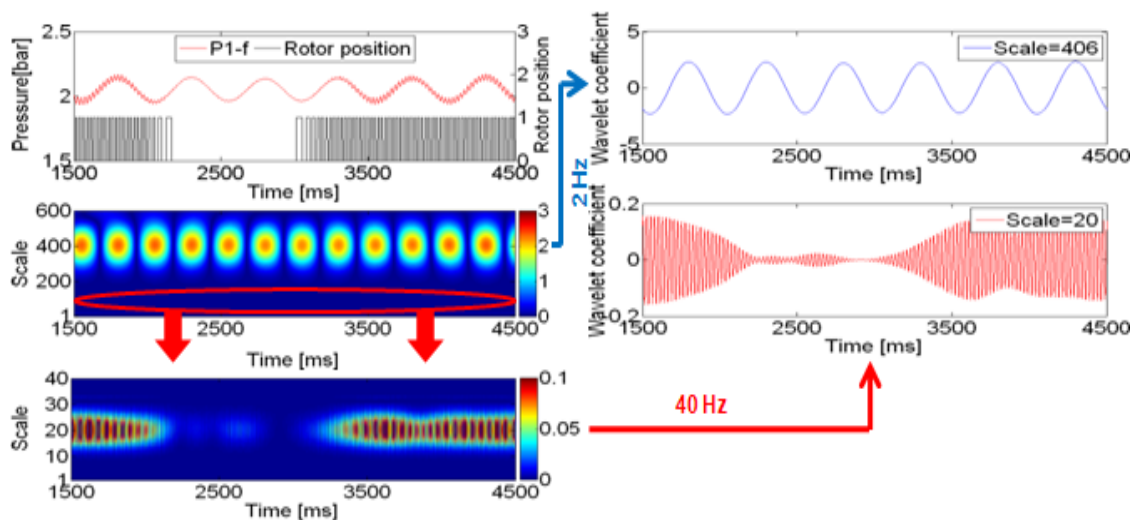 2.5
2
1.5
Pressure[bar]
P1-f
Rotor position
3
2
1
0
Rotor position
1500
2500
3500
4500
Time [ms]
600
400
200
1
Scale
3
2
1
0
1500
2500
3500
4500
Time [ms]
40
30
20
10
1
Scale
0.1
0.05
0
1500
2500
3500
4500
Time [ms]
2 Hz
5
0
-5
Wavelet coefficient
Scale=406
1500
2500
3500
4500
Time [ms]
0.2
0
-0.2
Wavelet coefficient
Scale=20
1500
2500
3500
4500
Time [ms]
40 Hz